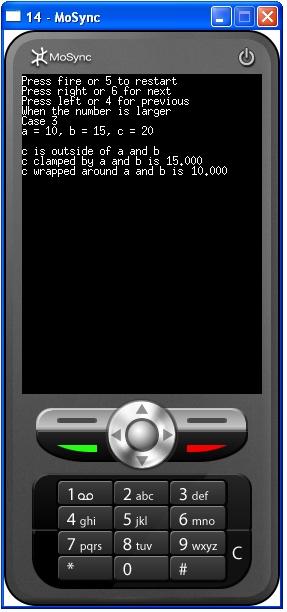 14 - MoSync
MoSync
Press fire or 5 to restart
Press right or 6 for next
Press left or 4 for previous
When the number is larger
Case 3
a = 10, b = 15, c = 20
c is outside of a and b
c clamped by a and b is 15.000
c wrapped around a and b is 10.000
1 2 abc 3 def
4 ghi 5 jkl 6 mno
7 pqrs 8 tuv 9 wxyz
C
* 0 #